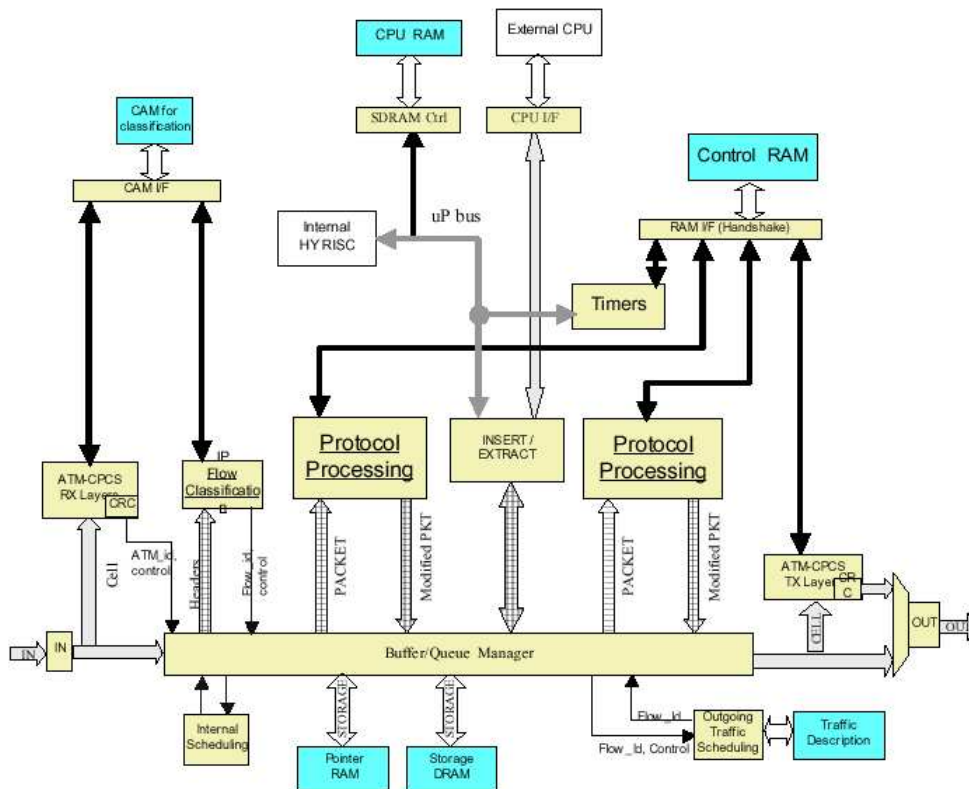 CPU RAM
External CPU
CAM for
classification
SDRAM Ctrl
CPU I/F
Control RAM
CAM I/F
uP bus
Internal
HY RISC
RAM I/F (Handshake)
Timers
Protocol
Processing
INSERT /
EXTRACT
Protocol
Processing
ATM-CPCS
RX Layers
CRC
IP
Flow
Classificatio
n
ATM_id,
control
Cell
Headers
Flow_id,
control
PACKET
Modified PKT
PACKET
Modified PKT
ATM-CPCS
TX Layer
CR
C
CELL
IN
IN
OUT
OUT
Buffer/Queue Manager
STORAGE
STORAGE
Internal
Scheduling
Pointer
RAM
Storage
DRAM
Flow_Id
Flow_Id, Control
Outgoing
Traffic
Scheduling
Traffic
Description